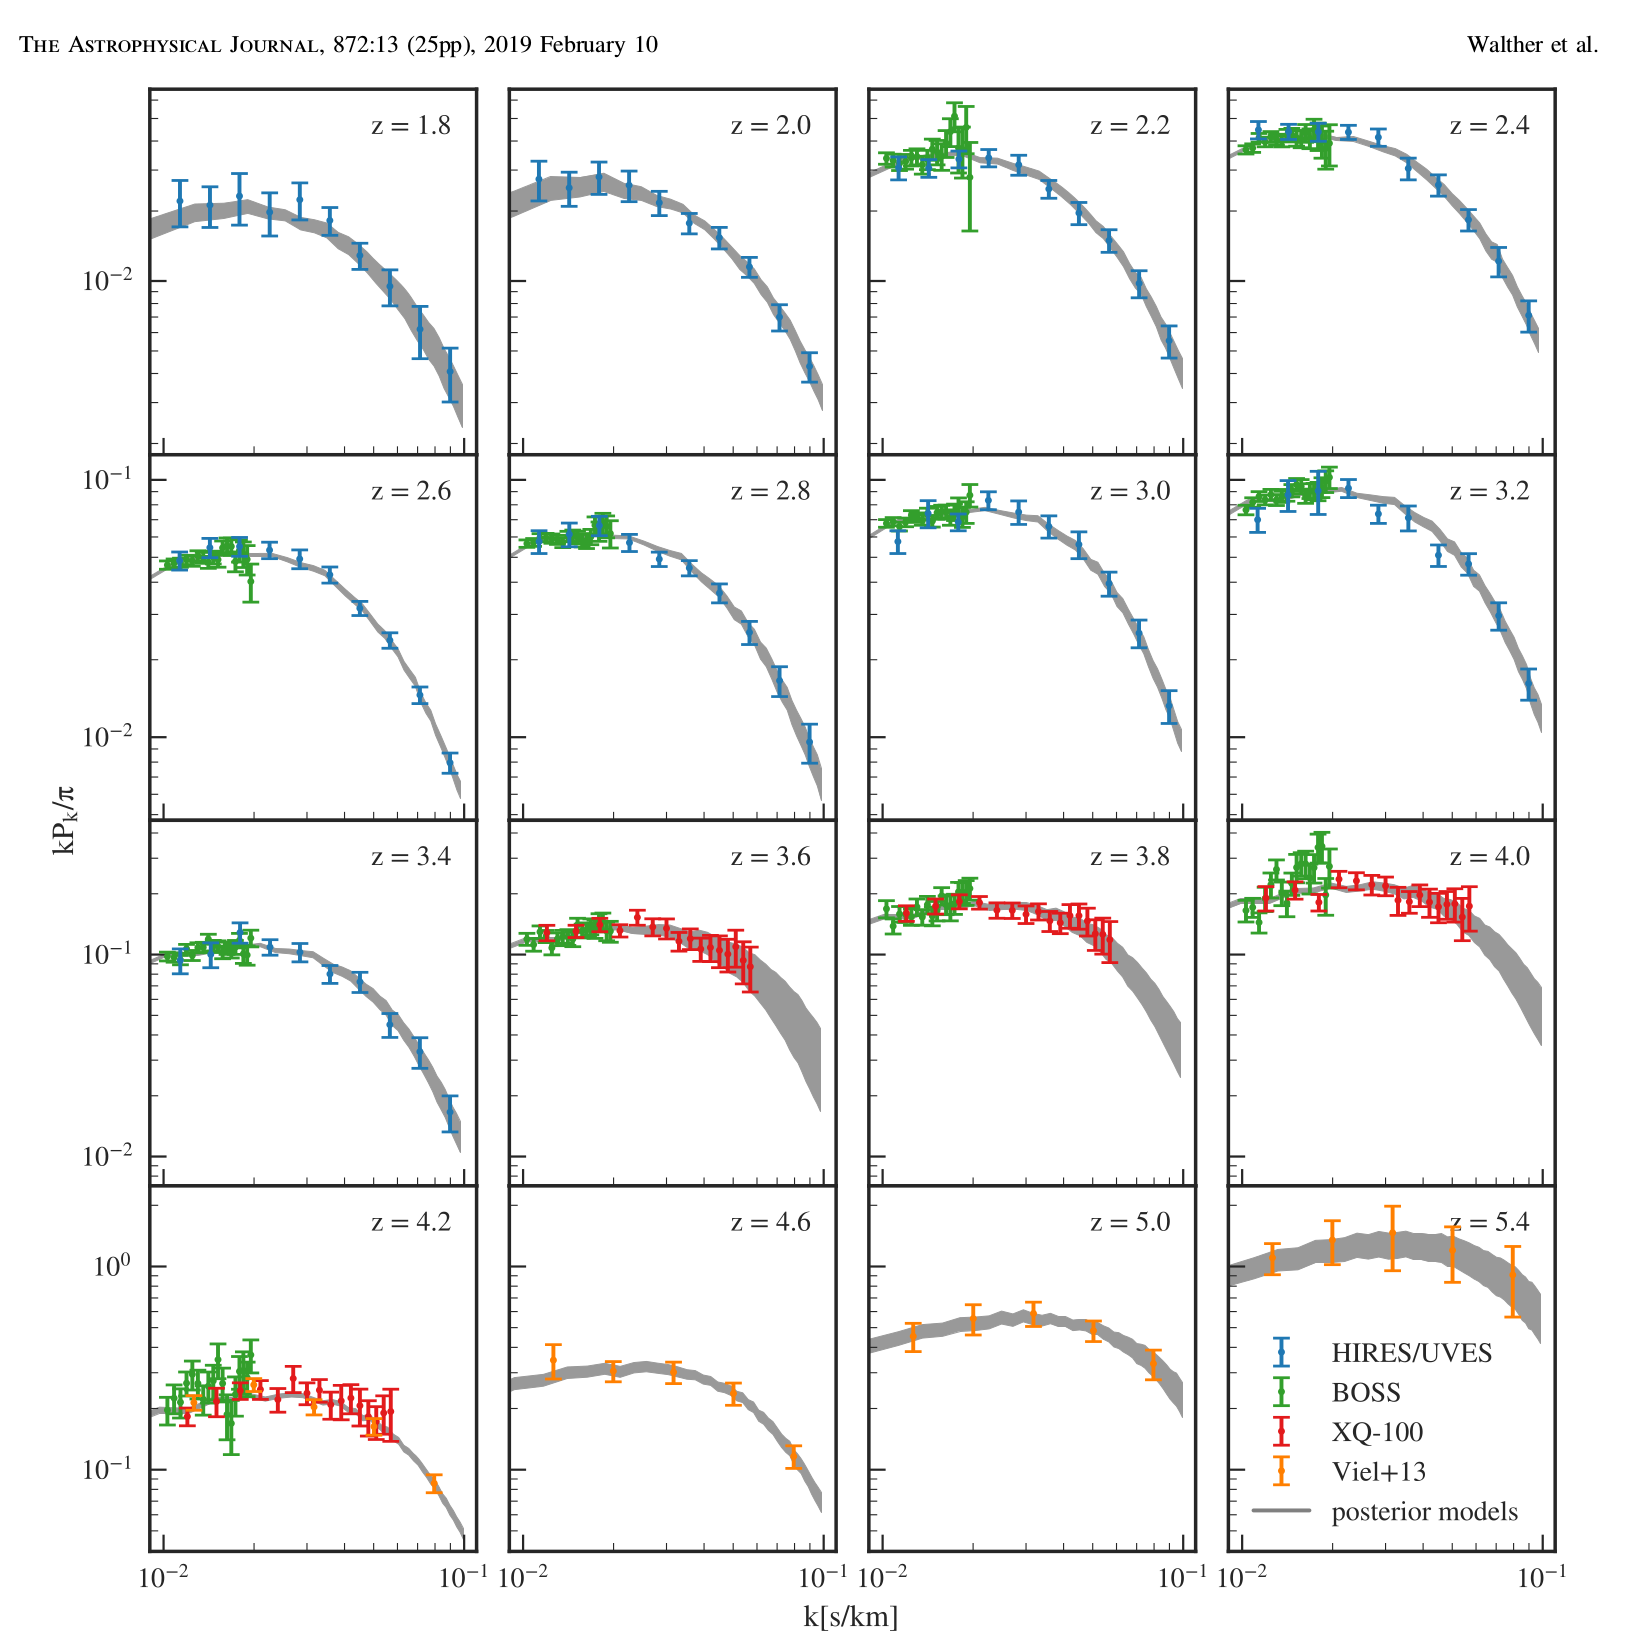 THE ASTROPHYSICAL JOURNAL, 872:13 (25pp), 2019 February 10
Walther et al.
z = 1.8
z = 2.0
z = 2.2
z = 2.4
10⁻²
10⁻¹
z = 2.6
z = 2.8
z = 3.0
z = 3.2
10⁻²
kPₖ/π
z = 3.4
z = 3.6
z = 3.8
z = 4.0
10⁻¹
10⁻²
z = 4.2
z = 4.6
z = 5.0
z = 5.4
10⁰
10⁻¹
HIRES/UVES
BOSS
XQ-100
Viel+13
posterior models
10⁻² 10⁻¹ 10⁻² 10⁻¹ 10⁻² 10⁻¹ 10⁻² 10⁻¹
k[s/km]